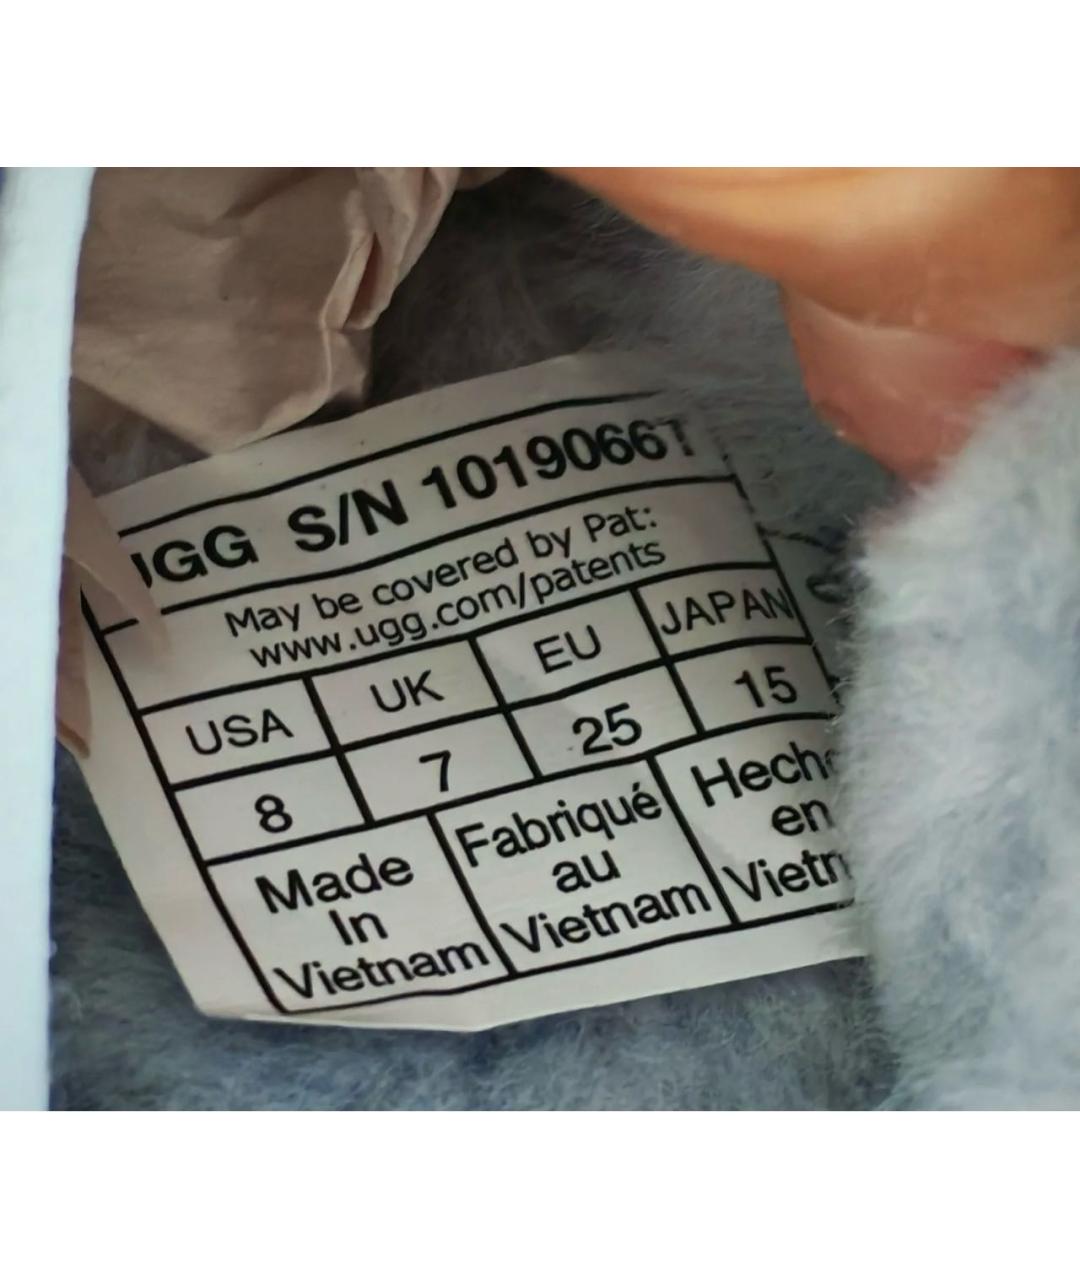 UGG S/N 1019066T
May be covered by Pat:
www.ugg.com/patents
USA UK EU JAPAN
8 7 25 15
Made In Vietnam
Fabriqué au Vietnam
en